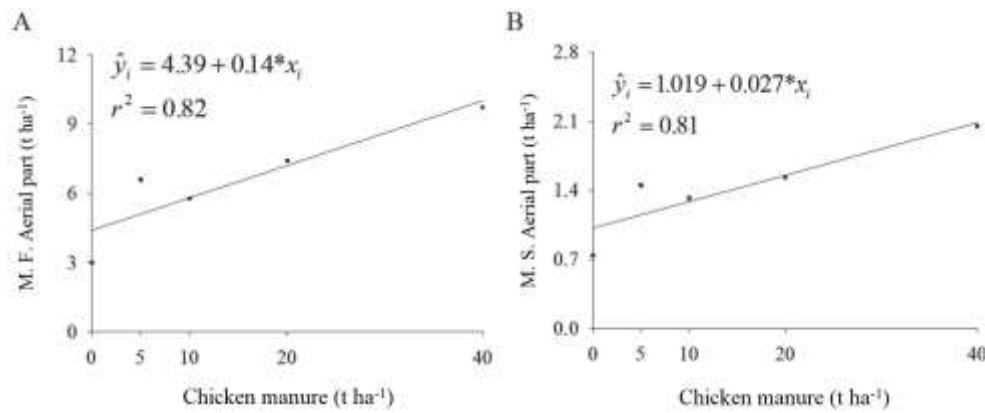 A
ŷᵢ = 4.39 + 0.14*xᵢ
r² = 0.82
M. F. Aerial part (t ha⁻¹)
12
9
6
3
0
0 5 10 20 40
Chicken manure (t ha⁻¹)
B
ŷᵢ = 1.019 + 0.027*xᵢ
r² = 0.81
M. S. Aerial part (t ha⁻¹)
2.8
2.1
1.4
0.7
0.0
0 5 10 20 40
Chicken manure (t ha⁻¹)